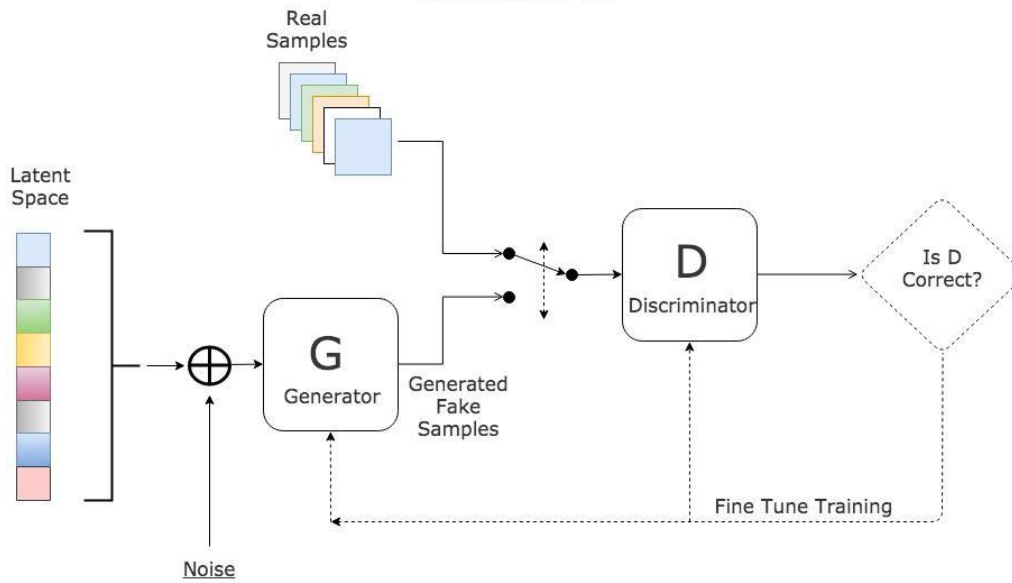 Real
Samples
Latent
Space
G
Generator
Generated
Fake
Samples
D
Discriminator
Is D
Correct?
Fine Tune Training
Noise